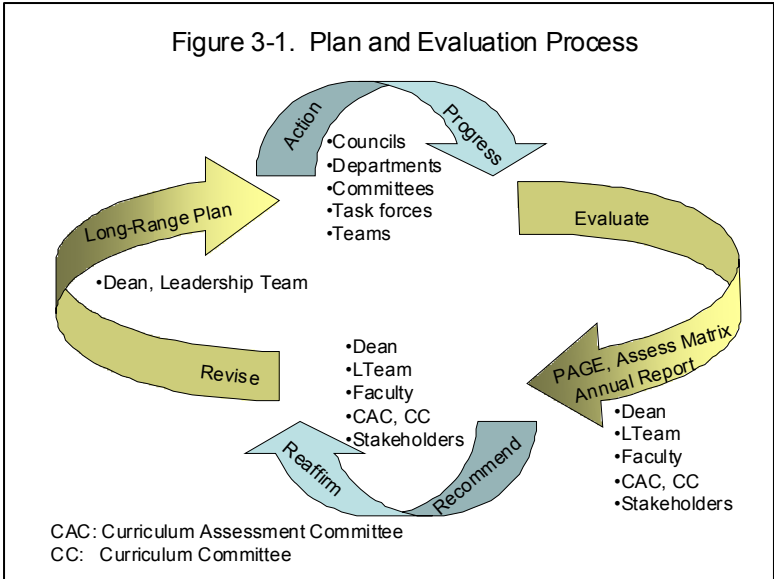 Figure 3-1.  Plan and Evaluation Process
Action
Progress
•Councils
•Departments
•Committees
•Task forces
•Teams
Long-Range Plan
•Dean, Leadership Team
Evaluate
PAGE, Assess Matrix
Annual Report
•Dean
•LTeam
•Faculty
•CAC, CC
•Stakeholders
Recommend
Reaffirm
•Dean
•LTeam
•Faculty
•CAC, CC
•Stakeholders
Revise
CAC: Curriculum Assessment Committee
CC:   Curriculum Committee